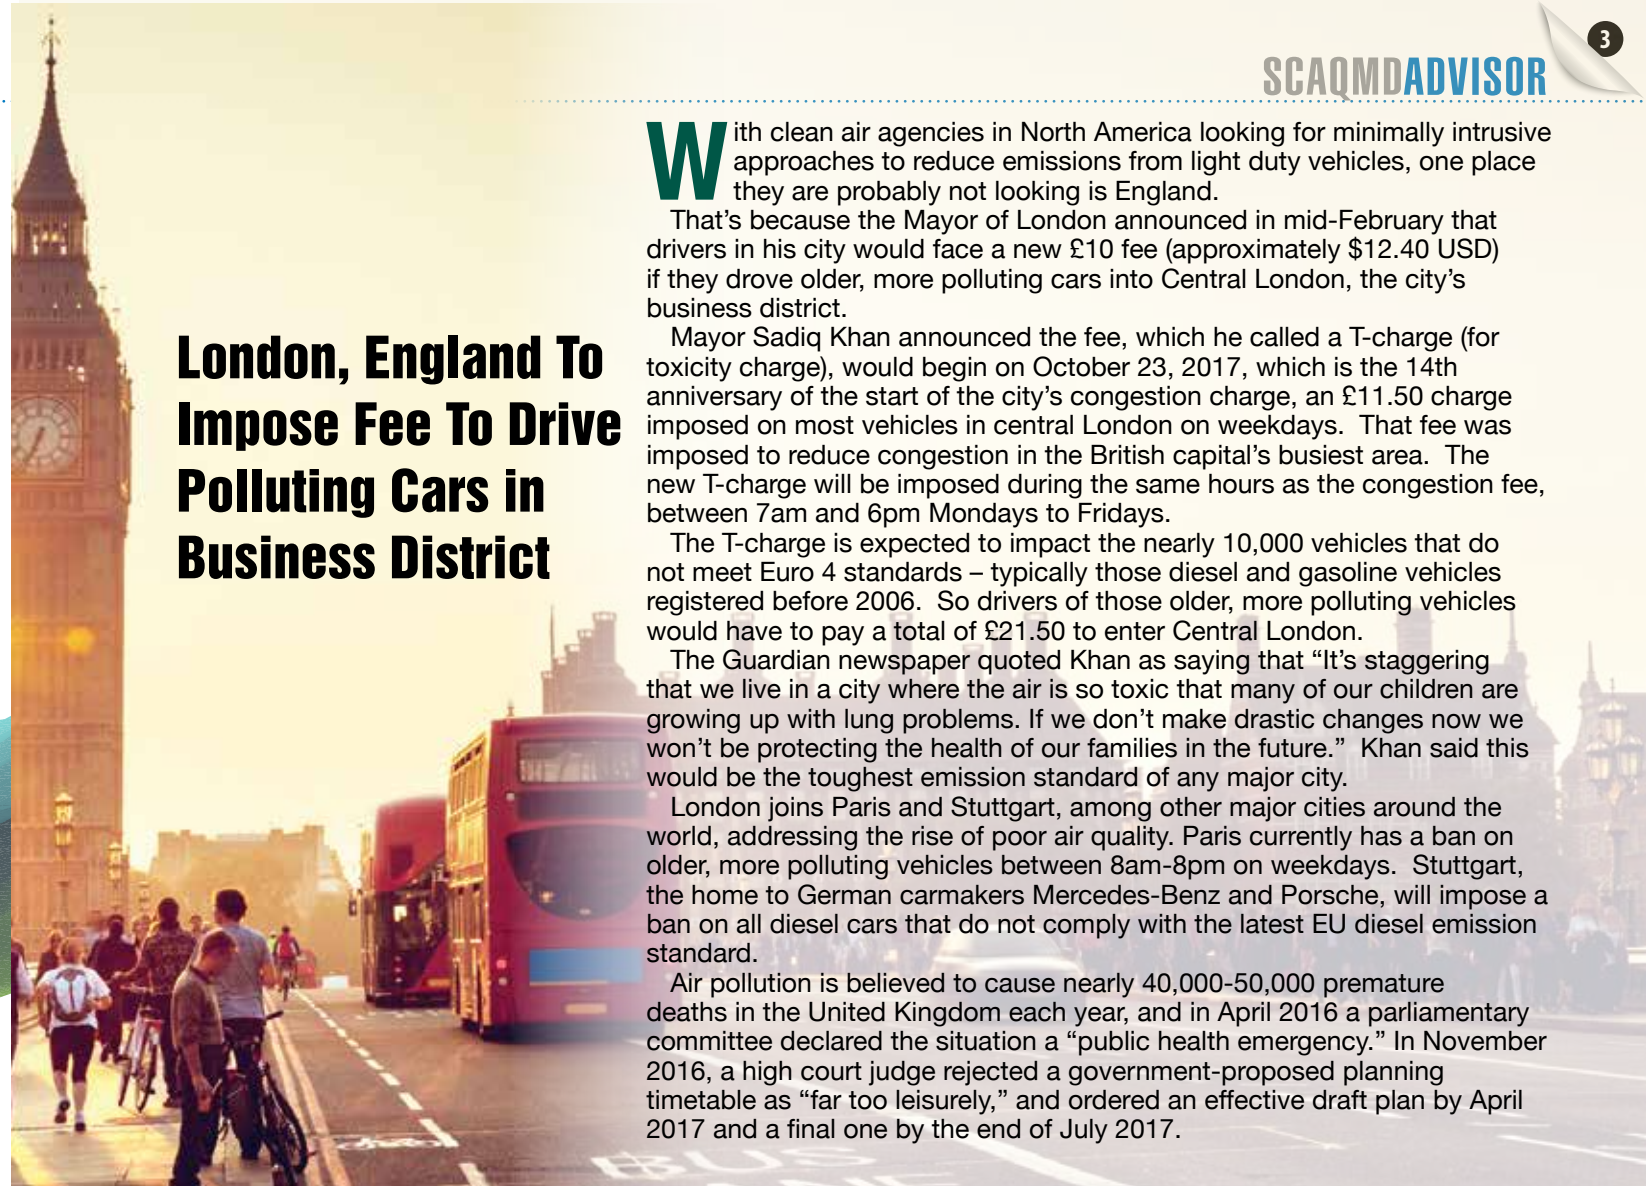 3
SCAQMDADVISOR
London, England To
Impose Fee To Drive
Polluting Cars in
Business District
With clean air agencies in North America looking for minimally intrusive
approaches to reduce emissions from light duty vehicles, one place
they are probably not looking is England.
That’s because the Mayor of London announced in mid-February that
drivers in his city would face a new £10 fee (approximately $12.40 USD)
if they drove older, more polluting cars into Central London, the city’s
business district.
Mayor Sadiq Khan announced the fee, which he called a T-charge (for
toxicity charge), would begin on October 23, 2017, which is the 14th
anniversary of the start of the city’s congestion charge, an £11.50 charge
imposed on most vehicles in central London on weekdays.  That fee was
imposed to reduce congestion in the British capital’s busiest area.  The
new T-charge will be imposed during the same hours as the congestion fee,
between 7am and 6pm Mondays to Fridays.
The T-charge is expected to impact the nearly 10,000 vehicles that do
not meet Euro 4 standards – typically those diesel and gasoline vehicles
registered before 2006.  So drivers of those older, more polluting vehicles
would have to pay a total of £21.50 to enter Central London.
The Guardian newspaper quoted Khan as saying that “It’s staggering
that we live in a city where the air is so toxic that many of our children are
growing up with lung problems. If we don’t make drastic changes now we
won’t be protecting the health of our families in the future.”  Khan said this
would be the toughest emission standard of any major city.
London joins Paris and Stuttgart, among other major cities around the
world, addressing the rise of poor air quality. Paris currently has a ban on
older, more polluting vehicles between 8am-8pm on weekdays.  Stuttgart,
the home to German carmakers Mercedes-Benz and Porsche, will impose a
ban on all diesel cars that do not comply with the latest EU diesel emission
standard.
Air pollution is believed to cause nearly 40,000-50,000 premature
deaths in the United Kingdom each year, and in April 2016 a parliamentary
committee declared the situation a “public health emergency.” In November
2016, a high court judge rejected a government-proposed planning
timetable as “far too leisurely,” and ordered an effective draft plan by April
2017 and a final one by the end of July 2017.
BUS
LANE